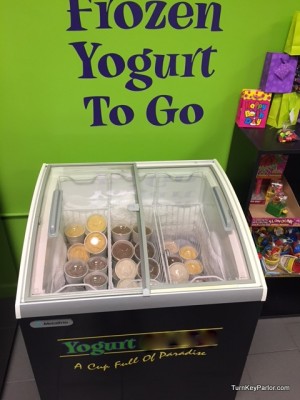 Frozen
Yogurt
To Go
Yogurt
A Cup Full Of Paradise
TurnKeyParlor.com